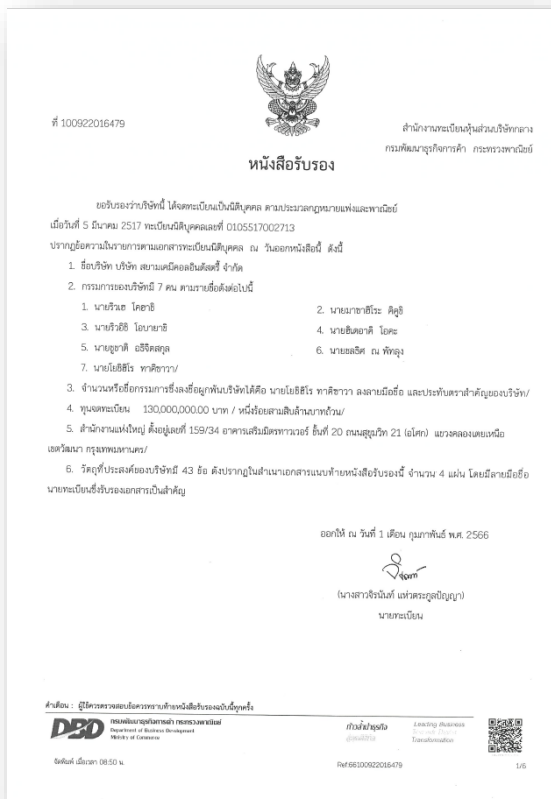 ที่ 100922016479
สำนักงานทะเบียนหุ้นส่วนบริษัทกลาง
กรมพัฒนาธุรกิจการค้า กระทรวงพาณิชย์
หนังสือรับรอง
ขอรับรองว่าบริษัทนี้ ได้จดทะเบียนเป็นนิติบุคคล ตามประมวลกฎหมายแพ่งและพาณิชย์
เมื่อวันที่ 5 มีนาคม 2517 ทะเบียนนิติบุคคลเลขที่ 0105517002713
ปรากฏข้อความในรายการตามเอกสารทะเบียนนิติบุคคล ณ วันออกหนังสือนี้ ดังนี้
1. ชื่อบริษัท บริษัท สยามเคมีคอลอินดัสตรี้ จำกัด
2. กรรมการของบริษัทมี 7 คน ตามรายชื่อดังต่อไปนี้
1. นายริวเฮ โคฮาชิ
2. นายมาซาฮิโระ คิคูชิ
3. นายริวอิชิ โอบายาชิ
4. นายฮิเดอากิ โอคะ
5. นายชูชาติ อธิจิตสกุล
6. นายชลธิศ ณ พัทลุง
7. นายโยชิฮิโร ทาคิซาวา/
3. จำนวนหรือชื่อกรรมการซึ่งลงชื่อผูกพันบริษัทได้คือ นายโยชิฮิโร ทาคิซาวา ลงลายมือชื่อ และประทับตราสำคัญของบริษัท/
4. ทุนจดทะเบียน 130,000,000.00 บาท / หนึ่งร้อยสามสิบล้านบาทถ้วน/
5. สำนักงานแห่งใหญ่ ตั้งอยู่เลขที่ 159/34 อาคารเสริมมิตรทาวเวอร์ ชั้นที่ 20 ถนนสุขุมวิท 21 (อโศก) แขวงคลองเตยเหนือ
เขตวัฒนา กรุงเทพมหานคร/
6. วัตถุที่ประสงค์ของบริษัทมี 43 ข้อ ดังปรากฏในสำเนาเอกสารแนบท้ายหนังสือรับรองนี้ จำนวน 4 แผ่น โดยมีลายมือชื่อ
นายทะเบียนซึ่งรับรองเอกสารเป็นสำคัญ
ออกให้ ณ วันที่ 1 เดือน กุมภาพันธ์ พ.ศ. 2566
(นางสาวจิรนันท์ แห่วตระกูลปัญญา)
นายทะเบียน
คำเตือน : ผู้ใช้ควรตรวจสอบข้อควรทราบท้ายหนังสือรับรองฉบับนี้ทุกครั้ง
DBD กรมพัฒนาธุรกิจการค้า กระทรวงพาณิชย์
Department of Business Development
Ministry of Commerce
ก้าวล้ำธุรกิจ
Leading Business
Transformation
จัดพิมพ์ เมื่อเวลา 08:50 น.
Ref:66100922016479
1/6